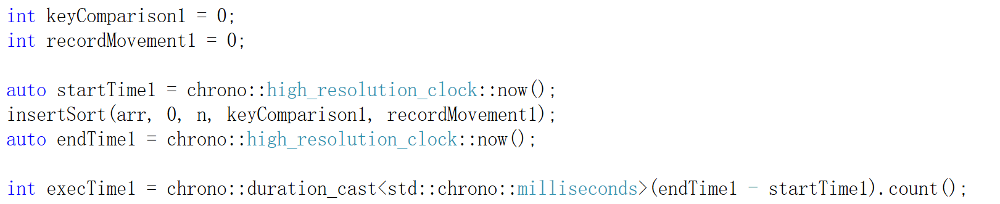 int keyComparison1 = 0;
int recordMovement1 = 0;
auto startTime1 = chrono::high_resolution_clock::now();
insertSort(arr, 0, n, keyComparison1, recordMovement1);
auto endTime1 = chrono::high_resolution_clock::now();
int execTime1 = chrono::duration_cast<std::chrono::milliseconds>(endTime1 - startTime1).count();